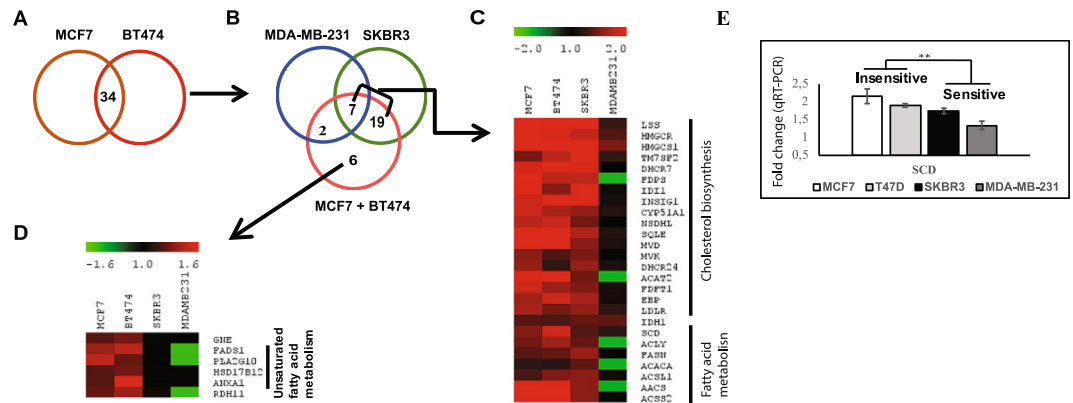 A
MCF7 BT474
34
B
MDA-MB-231 SKBR3
7
2
19
6
MCF7 + BT474
C
-2.0 1.0 2.0
MCF7
BT474
SKBR3
MDAMB231
LSS
HMGCR
HMGCS1
TM7SF2
DHCR7
FDPS
IDI1
INSIG1
CYP51A1
NSDHL
SQLE
MVD
MVK
DHCR24
ACAT2
FDFT1
EBP
LDLR
IDH1
SCD
ACLY
FASN
ACACA
ACSL1
AACS
ACSS2
Cholesterol biosynthesis
Fatty acid
metabolism
D
-1.6 1.0 1.6
MCF7
BT474
SKBR3
MDAMB231
GNE
FADS1
PLA2G10
HSD17B12
ANXA1
RDH11
Unsaturated
fatty acid
metabolism
E
Fold change (qRT-PCR)
2,5
2
1,5
1
0,5
**
Insensitive
Sensitive
SCD
MCF7 T47D SKBR3 MDA-MB-231